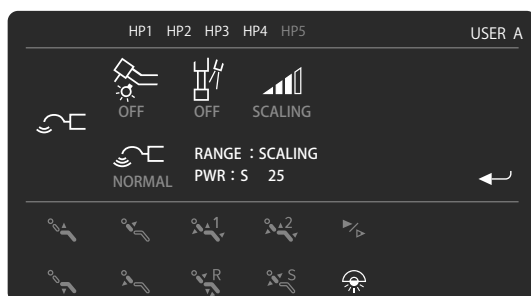 HP1 HP2 HP3 HP4 HP5 USER A
OFF OFF SCALING
RANGE : SCALING
NORMAL PWR : S 25
1 2
R S